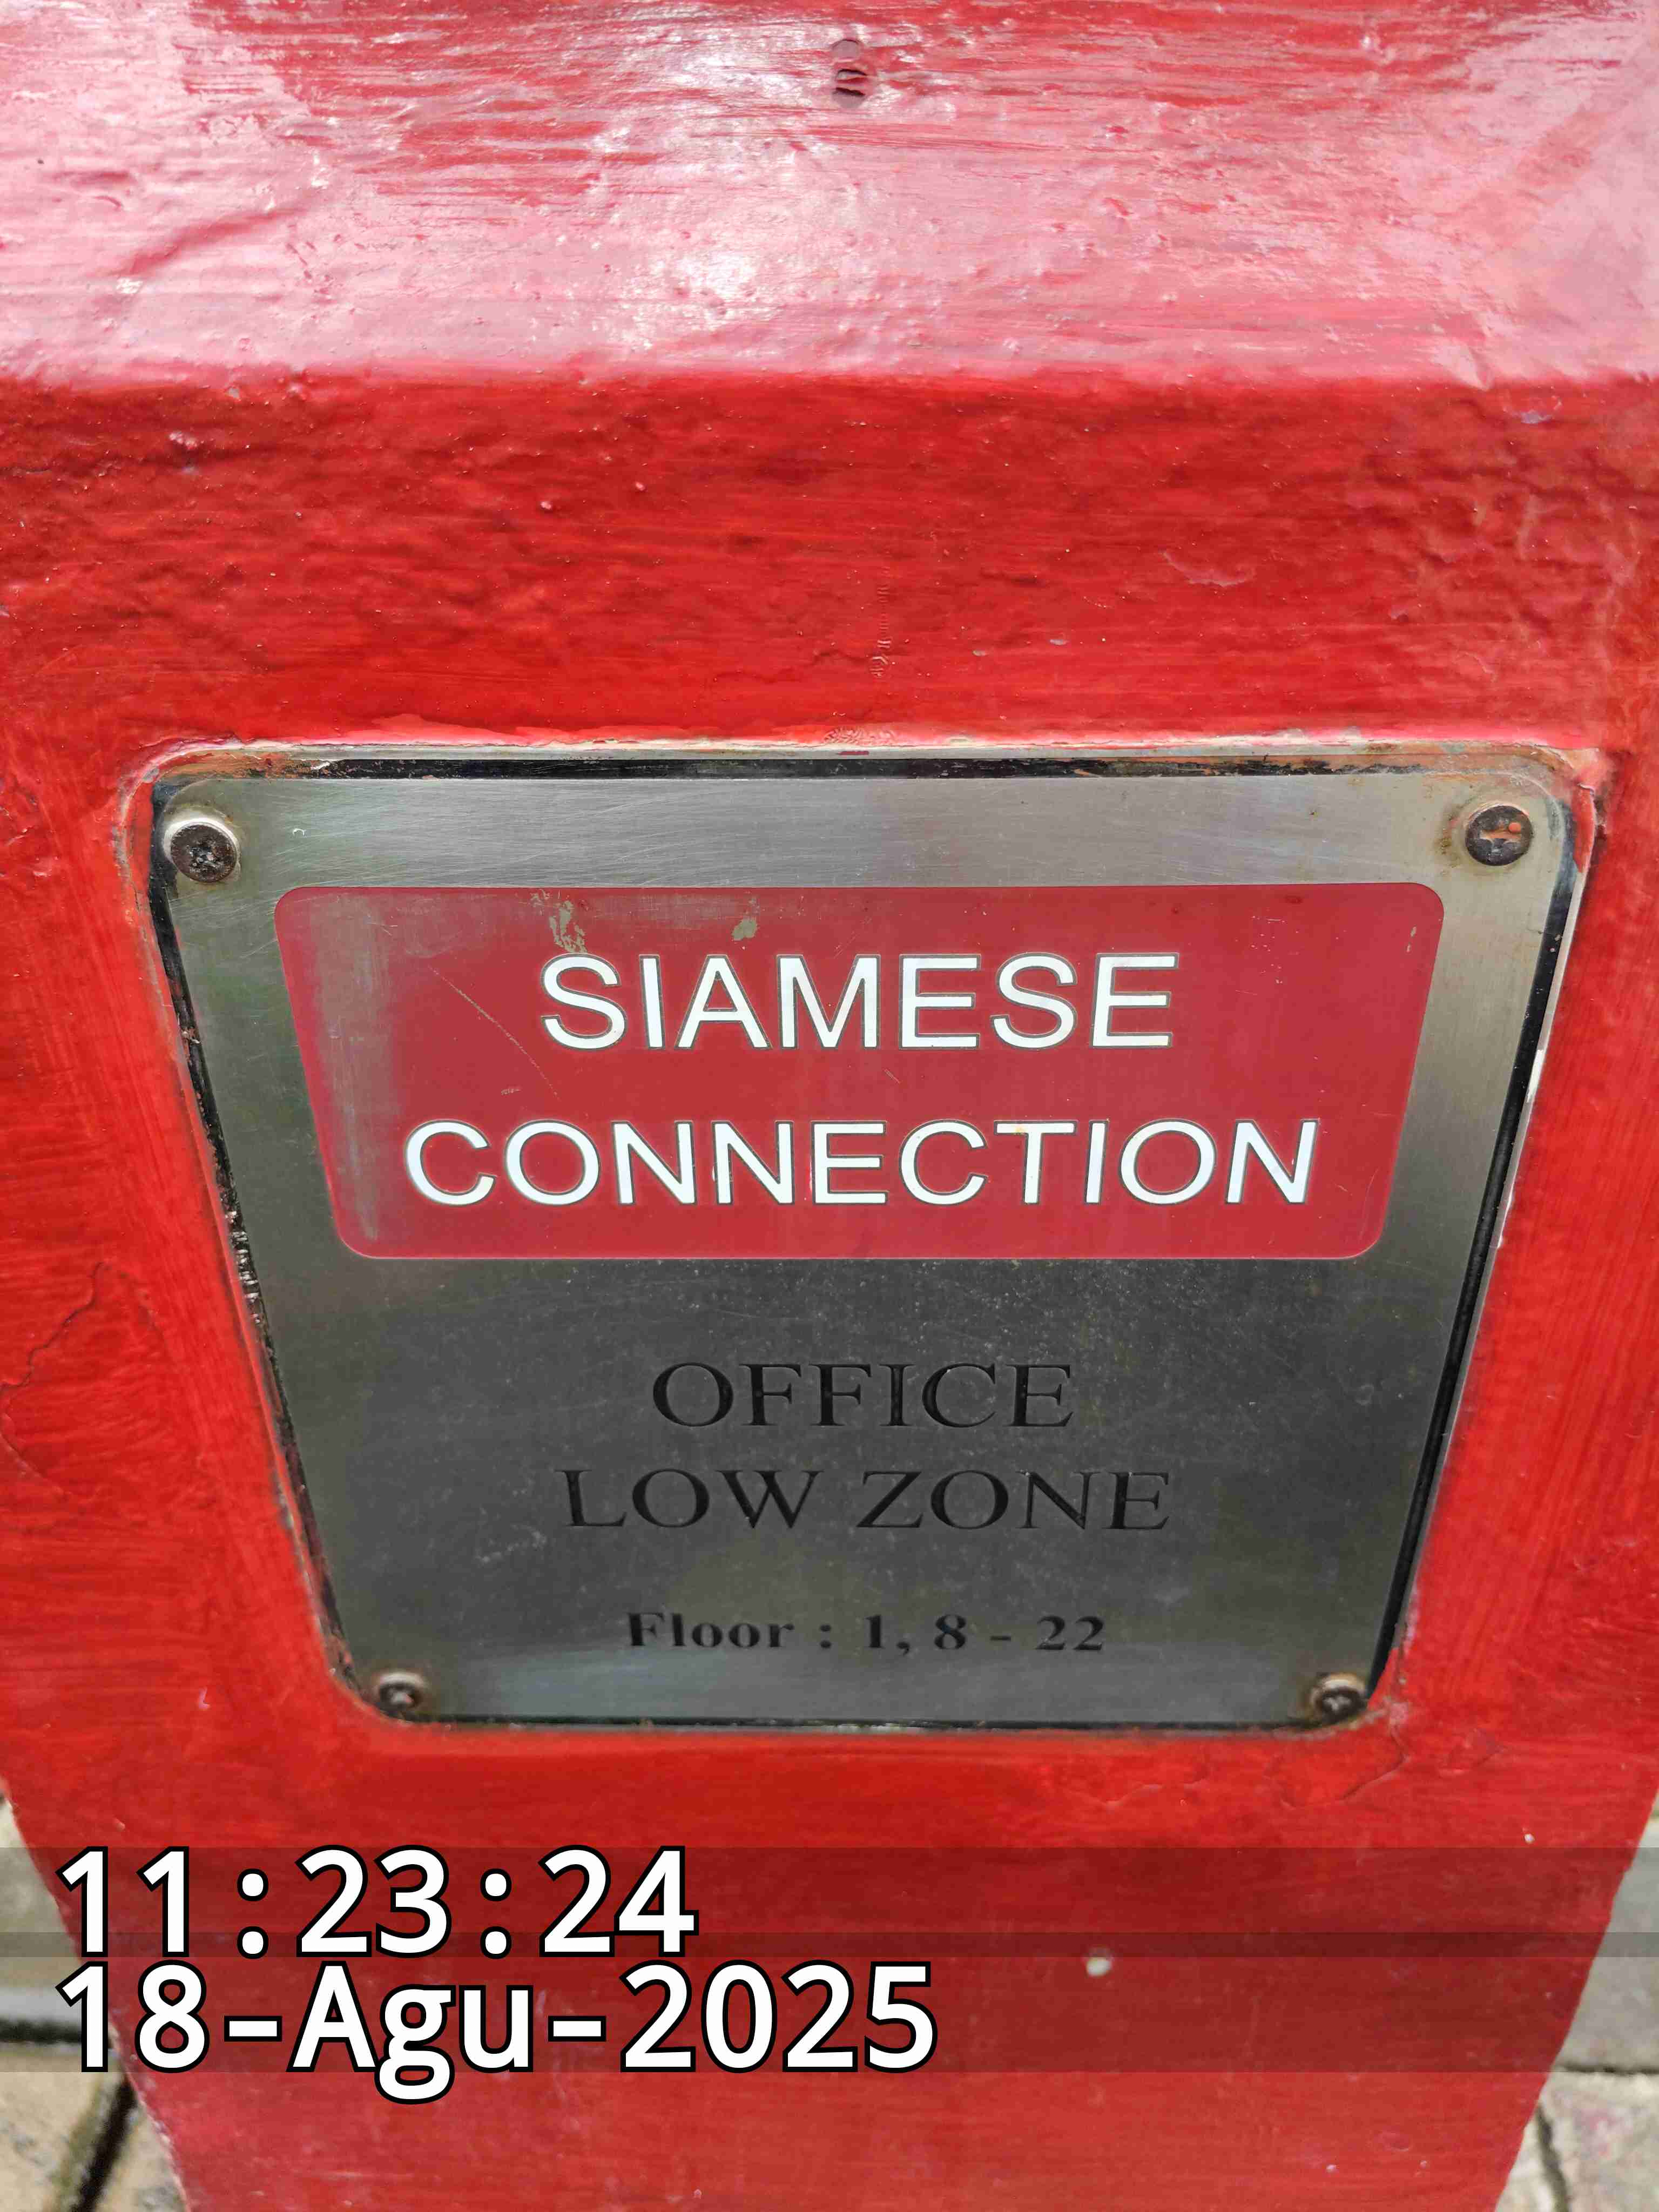 SIAMESE
CONNECTION
OFFICE
LOW ZONE
Floor : 1, 8 - 22
11:23:24
18-Agu-2025